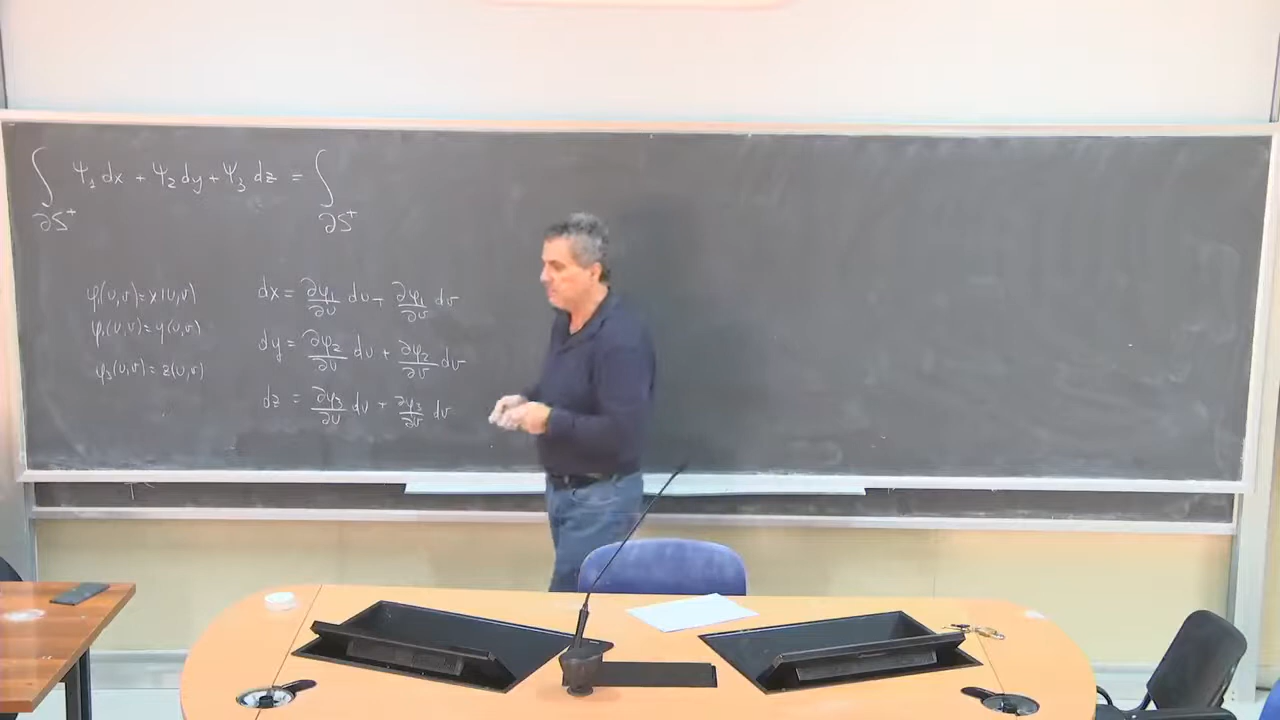 ∫_{∂S⁺} Ψ₁ dx + Ψ₂ dy + Ψ₃ dz = ∫_{∂S⁺}
φ₁(u,v)=x(u,v)   dx = ∂φ₁/∂u du + ∂φ₁/∂v dv
φ₂(u,v)=y(u,v)   dy = ∂φ₂/∂u du + ∂φ₂/∂v dv
φ₃(u,v)=z(u,v)   dz = ∂φ₃/∂u du + ∂φ₃/∂v dv